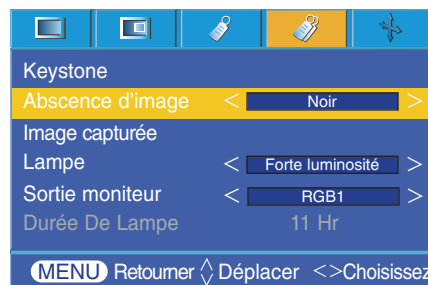 Keystone
Abscence d'image < Noir >
Image capturée
Lampe < Forte luminosité >
Sortie moniteur < RGB1 >
Durée De Lampe 11 Hr
MENU Retourner Déplacer <>Choisissez